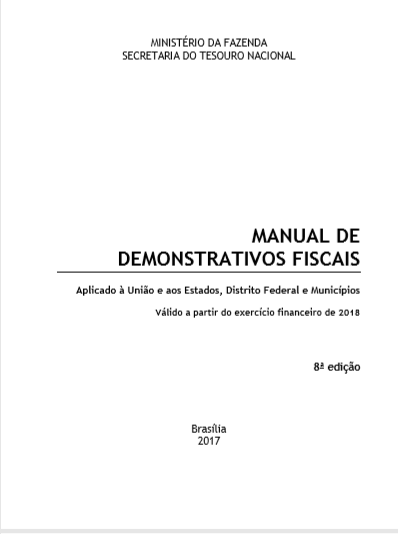 MINISTÉRIO DA FAZENDA
SECRETARIA DO TESOURO NACIONAL
MANUAL DE
DEMONSTRATIVOS FISCAIS
Aplicado à União e aos Estados, Distrito Federal e Municípios
Válido a partir do exercício financeiro de 2018
8ª edição
Brasília
2017